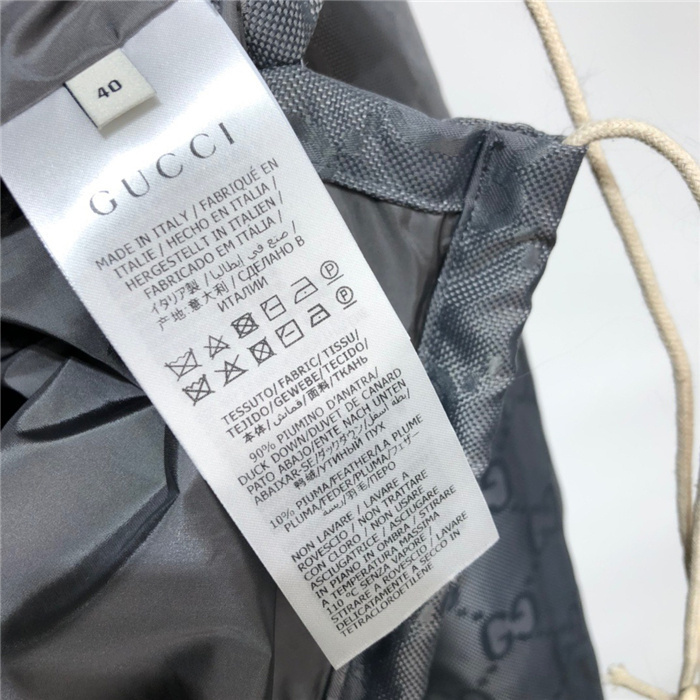 40
GUCCI
MADE IN ITALY / FABRIQUÉ EN
ITALIE / HECHO EN ITALIA /
HERGESTELLT IN ITALIEN /
FABRICADO EM ITÁLIA /
イタリア製 / صنع في إيطاليا /
产地:意大利 / СДЕЛАНО В
ИТАЛИИ
P
P
TESSUTO/FABRIC/TISSU/
TEJIDO/GEWEBE/TECIDO/
本体/ قماش /面料/ТКАНЬ
90% PIUMINO D'ANATRA/
DUCK DOWN/DUVET DE CANARD
PATO ABAJO/ENTE NACH UNTEN
ABAIXAR-SE/ダックダウン/
鸭绒/УТИНЫЙ ПУХ
10% PIUMA/FEATHER/LA PLUME
PLUMA/FEDER/PLUMA/フェザー
/羽毛/ПЕРО
NON LAVARE / LAVARE A
ROVESCIO / NON TRATTARE
CON CLORO / NON USARE
ASCIUGATRICE / ASCIUGARE
IN PIANO IN OMBRA / STIRARE
A TEMPERATURA MASSIMA
110 °C SENZA VAPORE /
STIRARE A ROVESCIO / LAVARE
DELICATAMENTE A SECCO IN
TETRACLOROETILENE